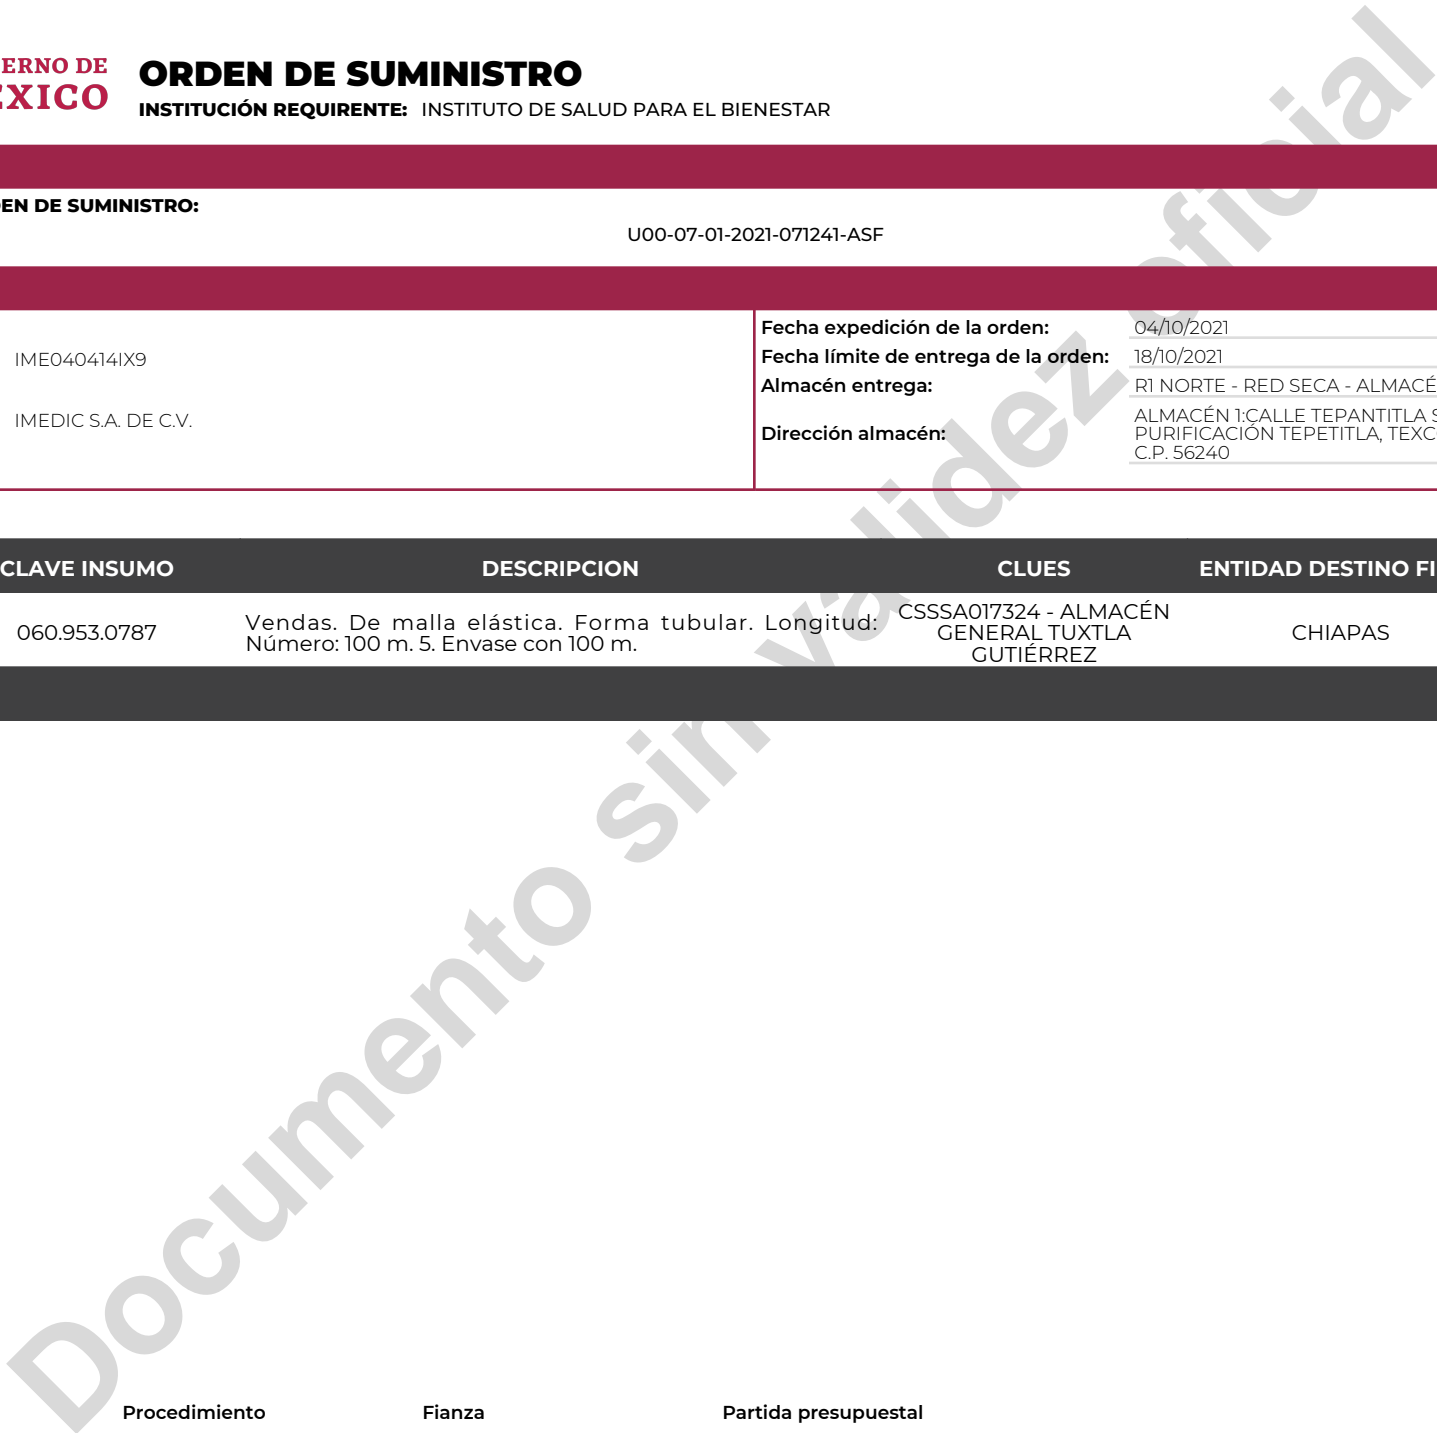 ERNO DE
EXICO
ORDEN DE SUMINISTRO
INSTITUCIÓN REQUIRENTE: INSTITUTO DE SALUD PARA EL BIENESTAR
EN DE SUMINISTRO:
U00-07-01-2021-071241-ASF
IME040414IX9
IMEDIC S.A. DE C.V.
Fecha expedición de la orden: 04/10/2021
Fecha límite de entrega de la orden: 18/10/2021
Almacén entrega: R1 NORTE - RED SECA - ALMACÉ
Dirección almacén:
ALMACÉN 1:CALLE TEPANTITLA S
PURIFICACIÓN TEPETITLA, TEXC
C.P. 56240
CLAVE INSUMO DESCRIPCION CLUES ENTIDAD DESTINO FI
060.953.0787
Vendas. De malla elástica. Forma tubular. Longitud:
Número: 100 m. 5. Envase con 100 m.
CSSSA017324 - ALMACÉN
GENERAL TUXTLA
GUTIÉRREZ
CHIAPAS
Documento sin validez oficial
Procedimiento Fianza Partida presupuestal